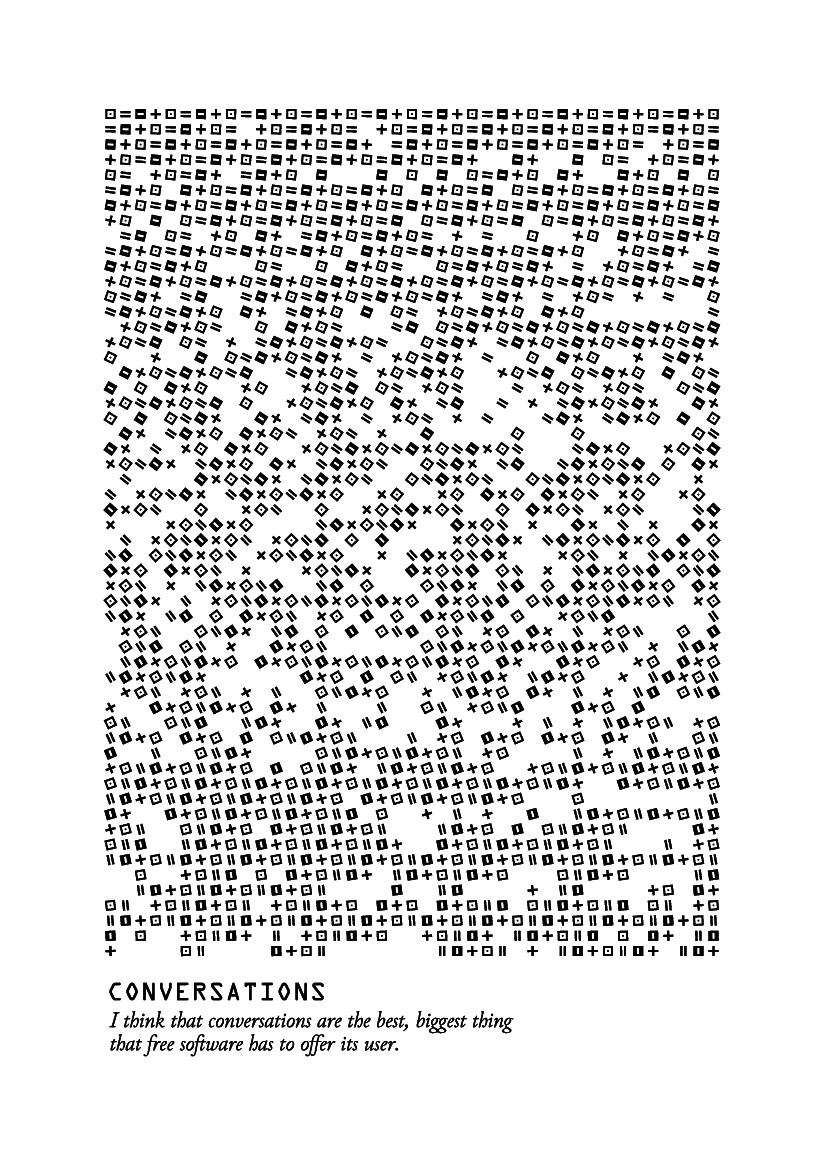 CONVERSATIONS
I think that conversations are the best, biggest thing
that free software has to offer its user.